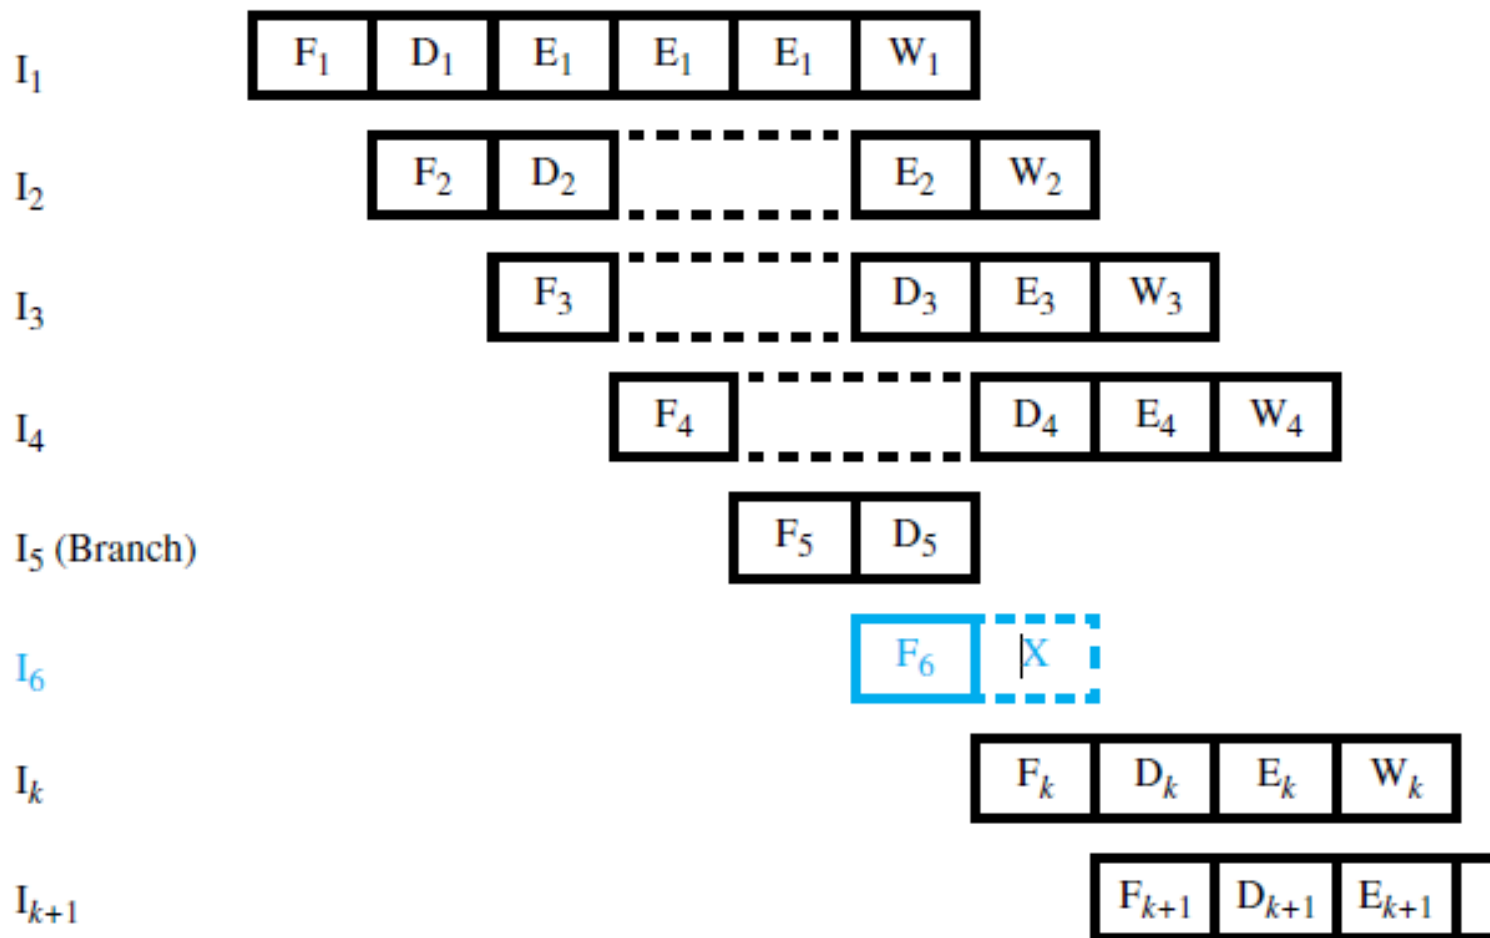 I₁ F₁ D₁ E₁ E₁ E₁ W₁
I₂ F₂ D₂ E₂ W₂
I₃ F₃ D₃ E₃ W₃
I₄ F₄ D₄ E₄ W₄
I₅ (Branch) F₅ D₅
I₆ F₆ X
Iₖ Fₖ Dₖ Eₖ Wₖ
Iₖ₊₁ Fₖ₊₁ Dₖ₊₁ Eₖ₊₁